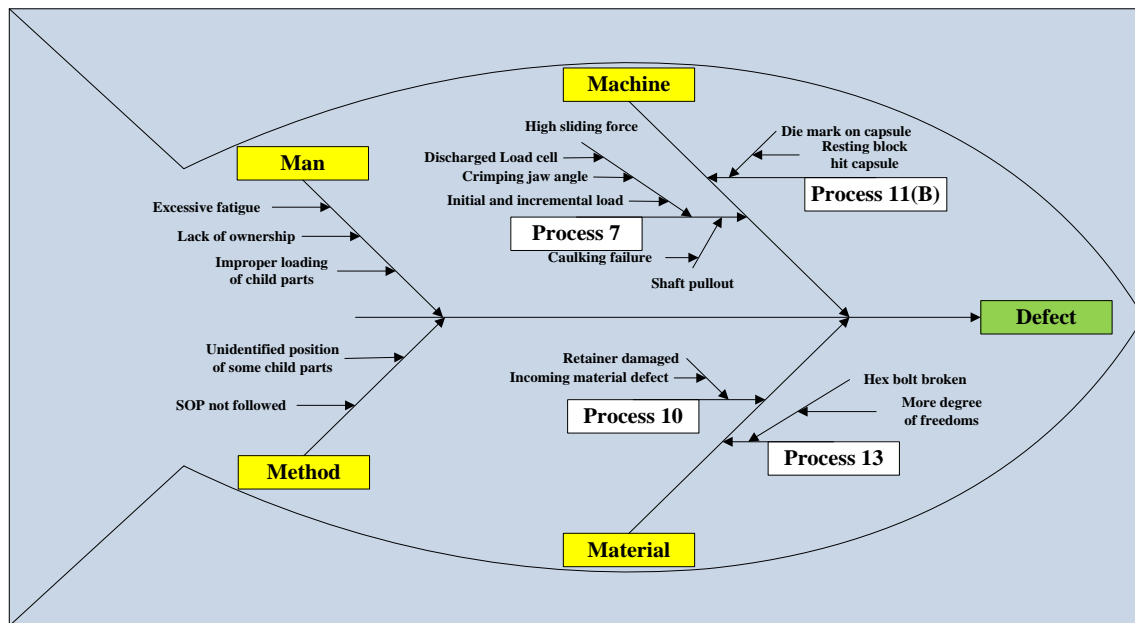 Machine
High sliding force
Die mark on capsule
Resting block
hit capsule
Man
Discharged Load cell
Crimping jaw angle
Process 11(B)
Excessive fatigue
Initial and incremental load
Process 7
Lack of ownership
Improper loading
of child parts
Caulking failure
Shaft pullout
Defect
Unidentified position
of some child parts
Retainer damaged
Incoming material defect
Hex bolt broken
SOP not followed
Process 10
More degree
of freedoms
Process 13
Method
Material